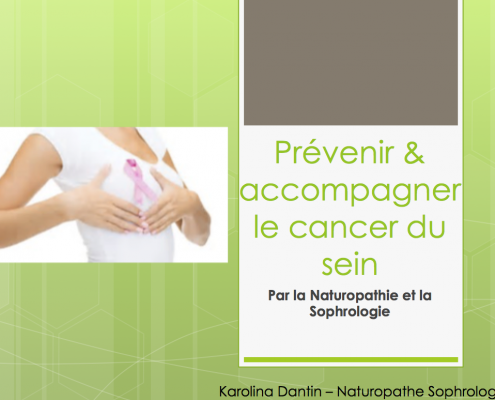 Prévenir &
accompagner
le cancer du
sein
Par la Naturopathie et la
Sophrologie
Karolina Dantin – Naturopathe Sophrolog